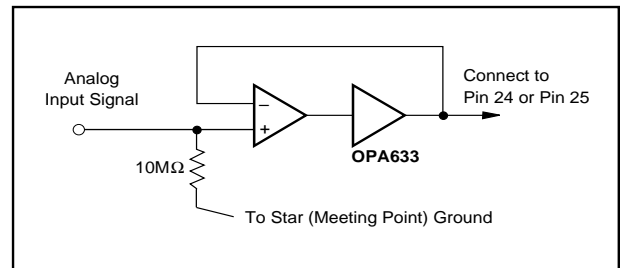 Analog
Input Signal
Connect to
Pin 24 or Pin 25
−
+
OPA633
10MΩ
To Star (Meeting Point) Ground